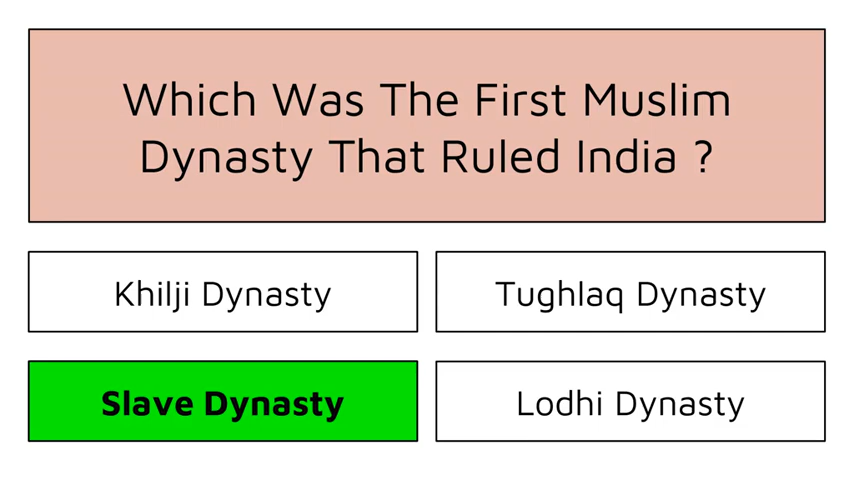 Which Was The First Muslim
Dynasty That Ruled India ?
Khilji Dynasty
Tughlaq Dynasty
Slave Dynasty
Lodhi Dynasty